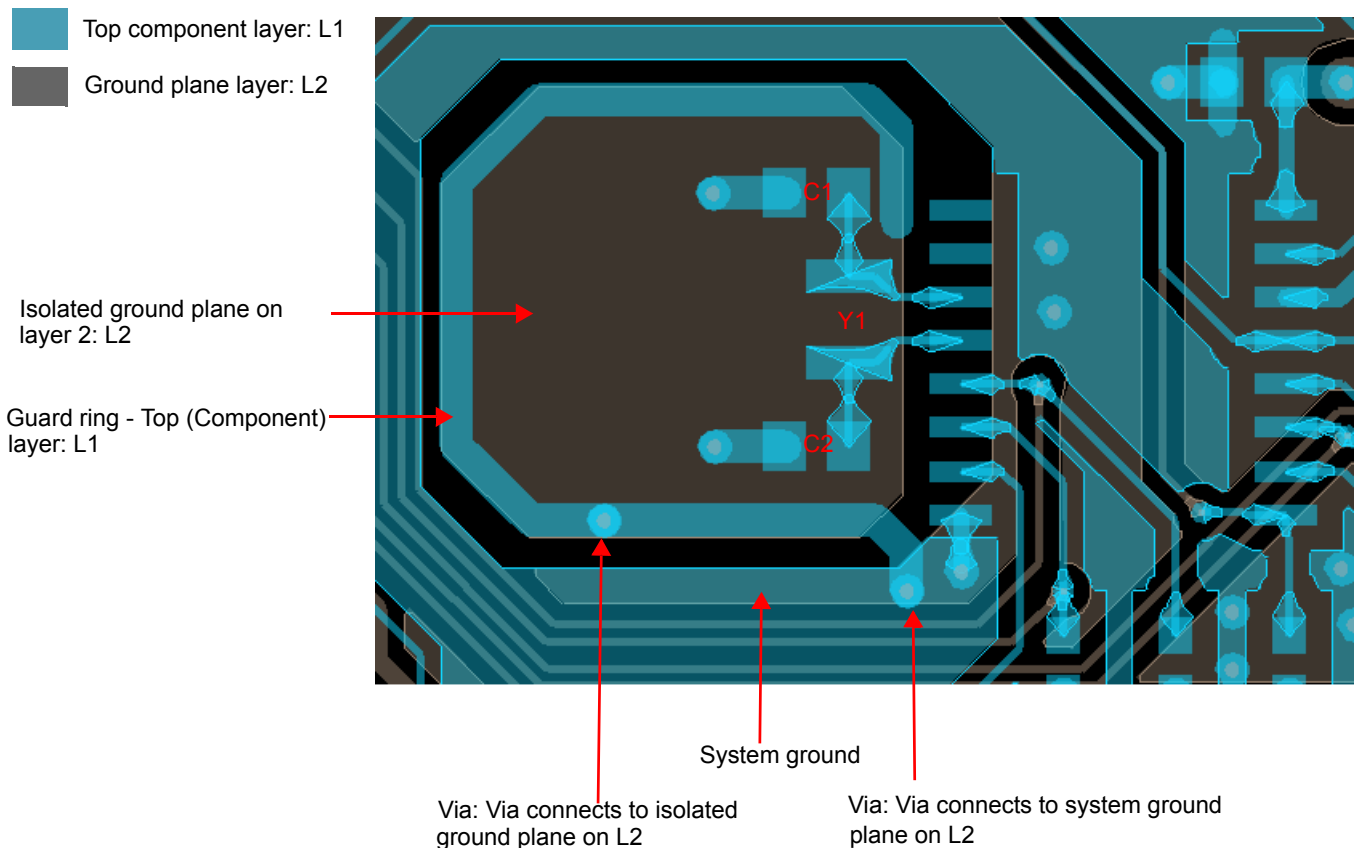 Top component layer: L1
Ground plane layer: L2
C1
Isolated ground plane on
layer 2: L2
Y1
Guard ring - Top (Component)
layer: L1
C2
System ground
Via: Via connects to isolated
ground plane on L2
Via: Via connects to system ground
plane on L2